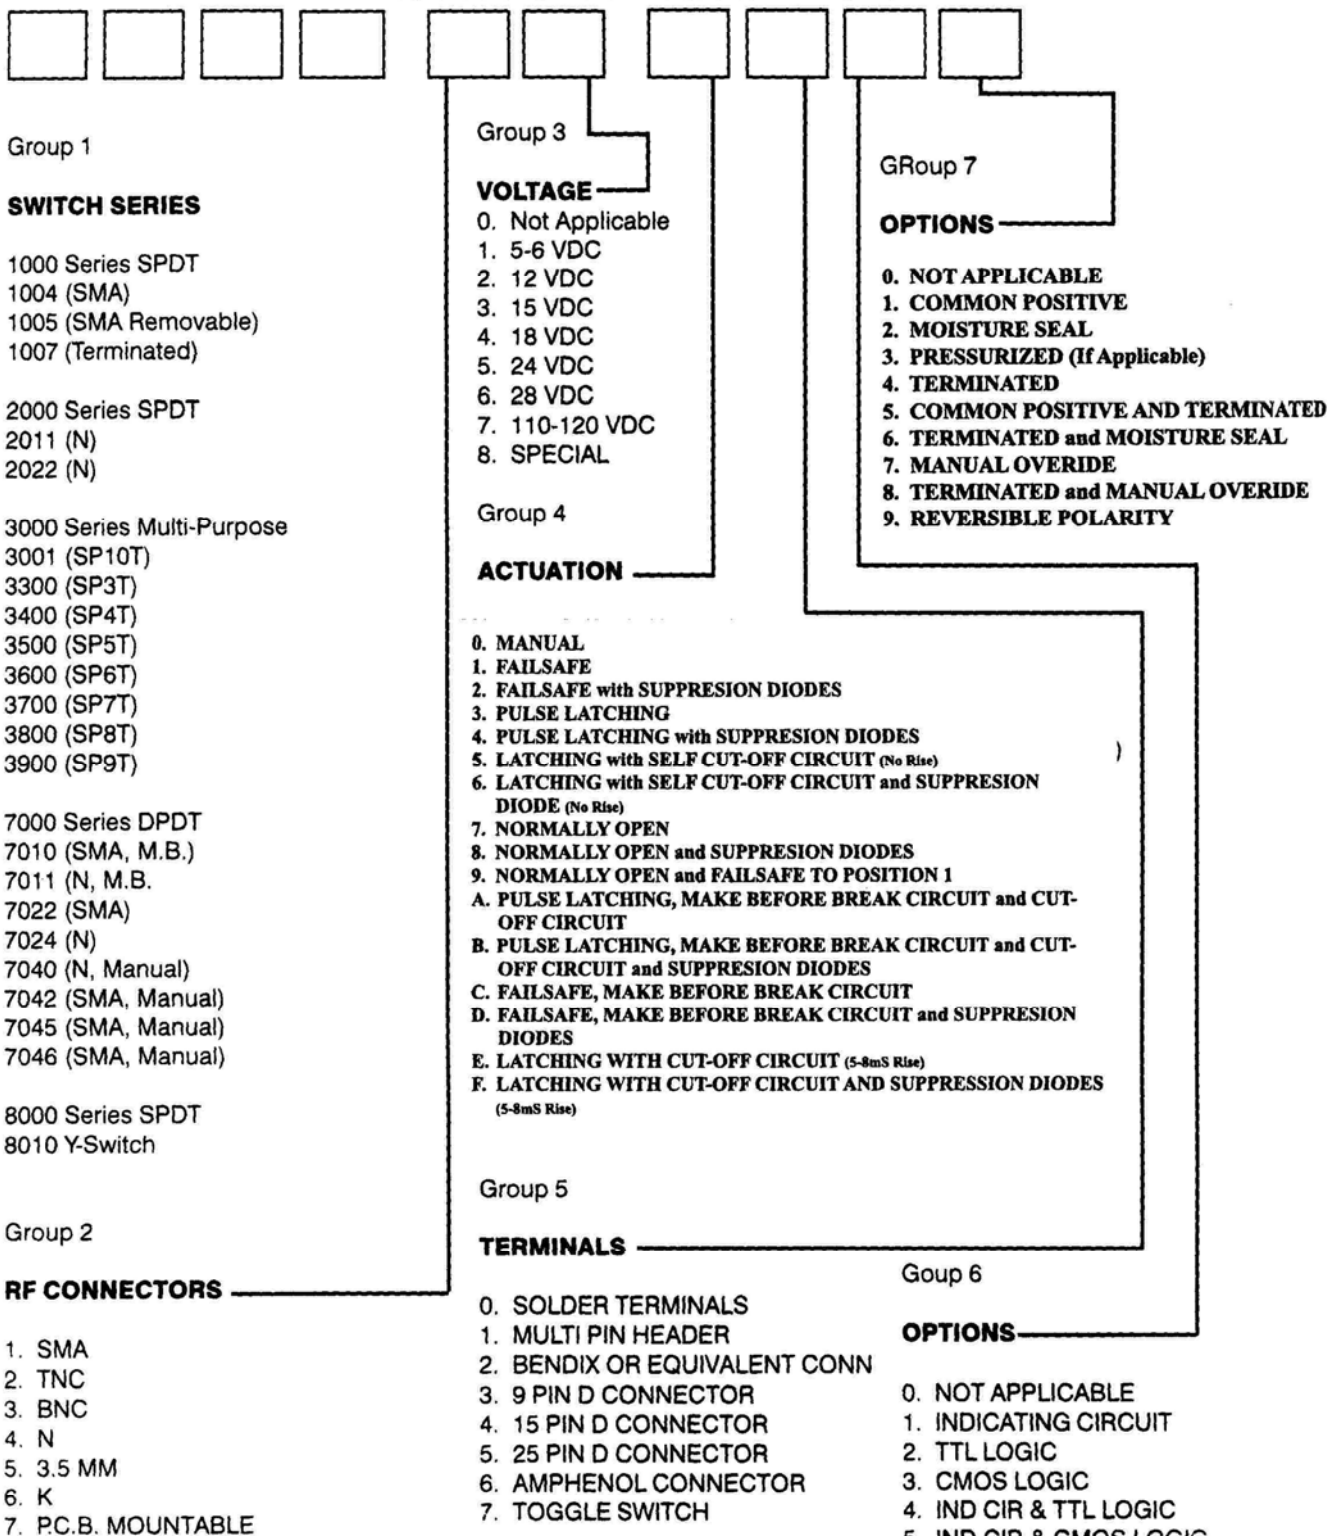 Group 1
SWITCH SERIES
1000 Series SPDT
1004 (SMA)
1005 (SMA Removable)
1007 (Terminated)
2000 Series SPDT
2011 (N)
2022 (N)
3000 Series Multi-Purpose
3001 (SP10T)
3300 (SP3T)
3400 (SP4T)
3500 (SP5T)
3600 (SP6T)
3700 (SP7T)
3800 (SP8T)
3900 (SP9T)
7000 Series DPDT
7010 (SMA, M.B.)
7011 (N, M.B.
7022 (SMA)
7024 (N)
7040 (N, Manual)
7042 (SMA, Manual)
7045 (SMA, Manual)
7046 (SMA, Manual)
8000 Series SPDT
8010 Y-Switch
Group 2
RF CONNECTORS
1. SMA
2. TNC
3. BNC
4. N
5. 3.5 MM
6. K
7. P.C.B. MOUNTABLE
Group 3
VOLTAGE
0. Not Applicable
1. 5-6 VDC
2. 12 VDC
3. 15 VDC
4. 18 VDC
5. 24 VDC
6. 28 VDC
7. 110-120 VDC
8. SPECIAL
Group 4
ACTUATION
0. MANUAL
1. FAILSAFE
2. FAILSAFE with SUPPRESION DIODES
3. PULSE LATCHING
4. PULSE LATCHING with SUPPRESION DIODES
5. LATCHING with SELF CUT-OFF CIRCUIT (No Rise)
6. LATCHING with SELF CUT-OFF CIRCUIT and SUPPRESION
DIODE (No Rise)
7. NORMALLY OPEN
8. NORMALLY OPEN and SUPPRESION DIODES
9. NORMALLY OPEN and FAILSAFE TO POSITION 1
A. PULSE LATCHING, MAKE BEFORE BREAK CIRCUIT and CUT-
OFF CIRCUIT
B. PULSE LATCHING, MAKE BEFORE BREAK CIRCUIT and CUT-
OFF CIRCUIT and SUPPRESION DIODES
C. FAILSAFE, MAKE BEFORE BREAK CIRCUIT
D. FAILSAFE, MAKE BEFORE BREAK CIRCUIT and SUPPRESION
DIODES
E. LATCHING WITH CUT-OFF CIRCUIT (5-8mS Rise)
F. LATCHING WITH CUT-OFF CIRCUIT AND SUPPRESSION DIODES
(5-8mS Rise)
Group 5
TERMINALS
0. SOLDER TERMINALS
1. MULTI PIN HEADER
2. BENDIX OR EQUIVALENT CONN
3. 9 PIN D CONNECTOR
4. 15 PIN D CONNECTOR
5. 25 PIN D CONNECTOR
6. AMPHENOL CONNECTOR
7. TOGGLE SWITCH
Goup 6
OPTIONS
0. NOT APPLICABLE
1. INDICATING CIRCUIT
2. TTL LOGIC
3. CMOS LOGIC
4. IND CIR & TTL LOGIC
5. IND CIR & CMOS LOGIC
GRoup 7
OPTIONS
0. NOT APPLICABLE
1. COMMON POSITIVE
2. MOISTURE SEAL
3. PRESSURIZED (If Applicable)
4. TERMINATED
5. COMMON POSITIVE AND TERMINATED
6. TERMINATED and MOISTURE SEAL
7. MANUAL OVERIDE
8. TERMINATED and MANUAL OVERIDE
9. REVERSIBLE POLARITY